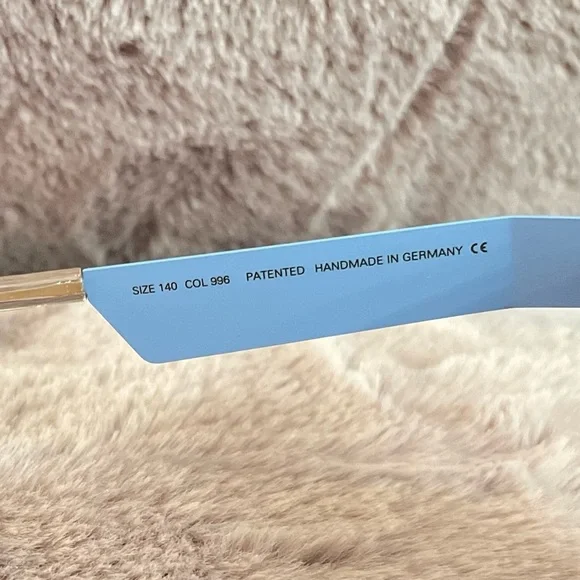 SIZE 140 COL 996 PATENTED HANDMADE IN GERMANY CE